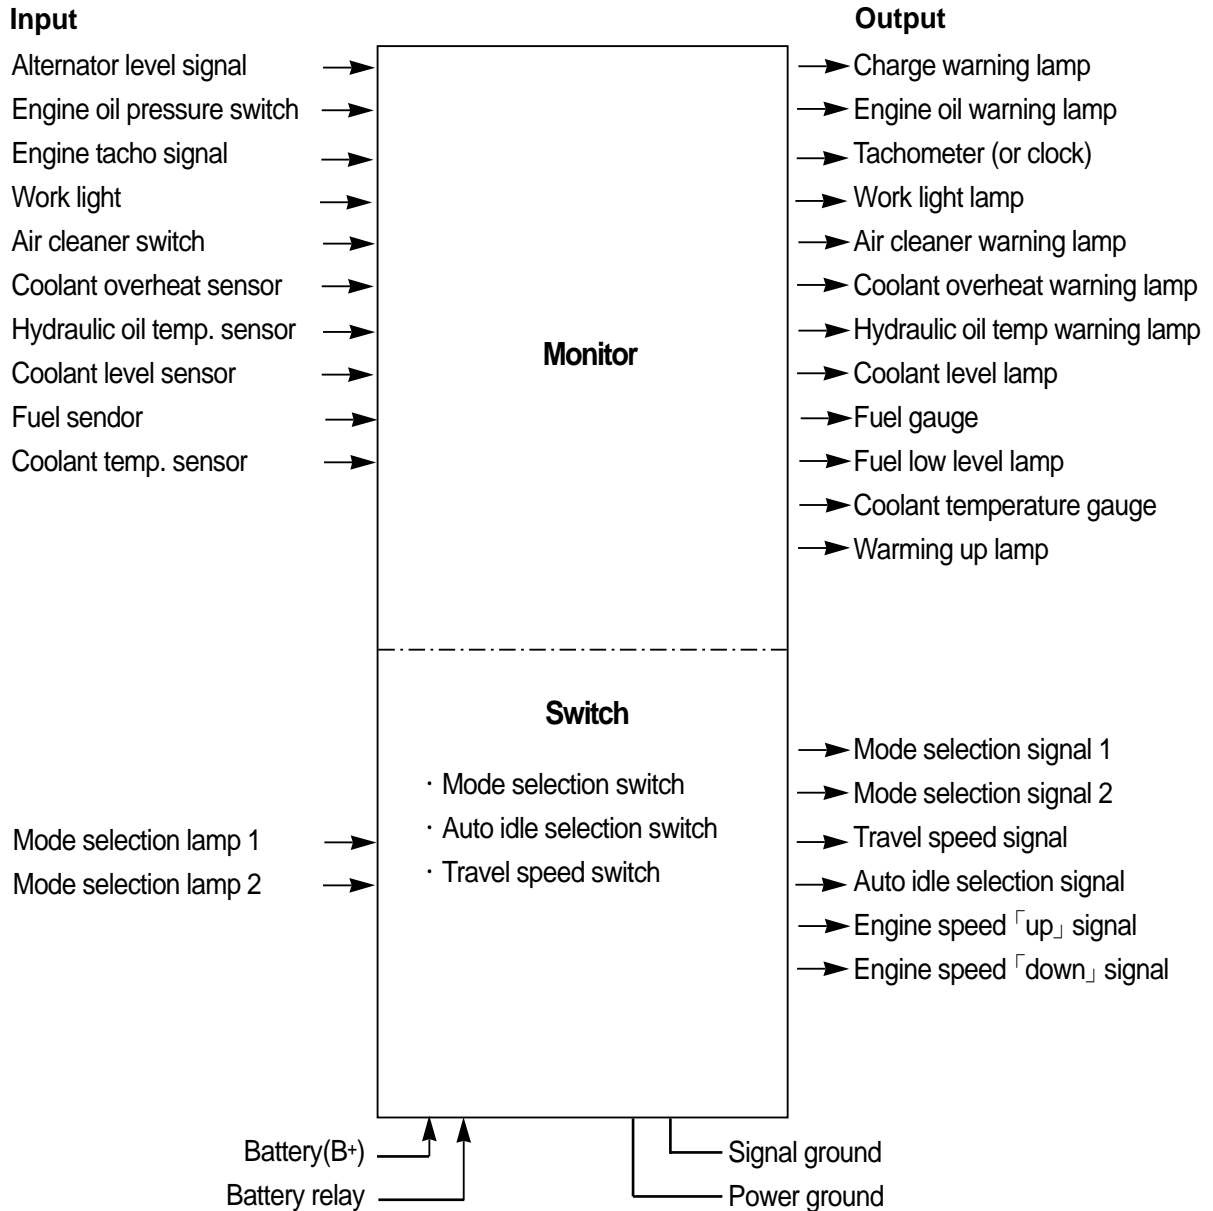 Input
Output
Alternator level signal
Engine oil pressure switch
Engine tacho signal
Work light
Air cleaner switch
Coolant overheat sensor
Hydraulic oil temp. sensor
Coolant level sensor
Fuel sendor
Coolant temp. sensor
Monitor
Charge warning lamp
Engine oil warning lamp
Tachometer (or clock)
Work light lamp
Air cleaner warning lamp
Coolant overheat warning lamp
Hydraulic oil temp warning lamp
Coolant level lamp
Fuel gauge
Fuel low level lamp
Coolant temperature gauge
Warming up lamp
Switch
· Mode selection switch
· Auto idle selection switch
· Travel speed switch
Mode selection lamp 1
Mode selection lamp 2
Mode selection signal 1
Mode selection signal 2
Travel speed signal
Auto idle selection signal
Engine speed「up」signal
Engine speed「down」signal
Battery(B+)
Battery relay
Signal ground
Power ground